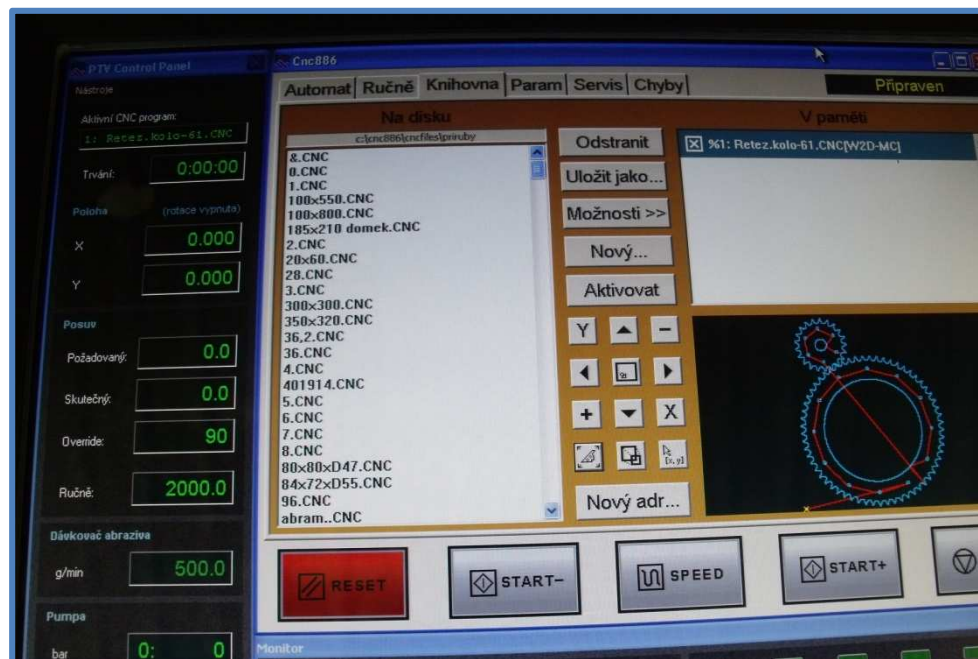 PTV Control Panel
Nástroje
Aktivní CNC
program:
1: Retez.kolo-61.CNC
Trvání:
0:00:00
Poloha
(rotace vypnuta)
X
0.000
Y
0.000
Posuv
Požadovaný:
0.0
Skutečný:
0.0
Override:
90
Ručně:
2000.0
Dávkovač abraziva
g/min
500.0
Pumpa
bar
0:
0
Cnc886
Automat
Ručně
Knihovna
Param
Servis
Chyby
Připraven
Na disku
c:\cnc886\cncfiles\priruby
&.CNC
0.CNC
1.CNC
100x550.CNC
100x800.CNC
185x210 domek.CNC
2.CNC
20x60.CNC
28.CNC
3.CNC
300x300.CNC
350x320.CNC
36,2.CNC
36.CNC
4.CNC
401914.CNC
5.CNC
6.CNC
7.CNC
8.CNC
80x80xD47.CNC
84x72xD55.CNC
96.CNC
abram..CNC
Odstranit
Uložit jako...
Možnosti >>
Nový...
Aktivovat
Y
−
+
X
[x, y]
Nový adr...
V paměti
%1: Retez.kolo-61.CNC[W2D-MC]
RESET
START−
SPEED
START+
Monitor